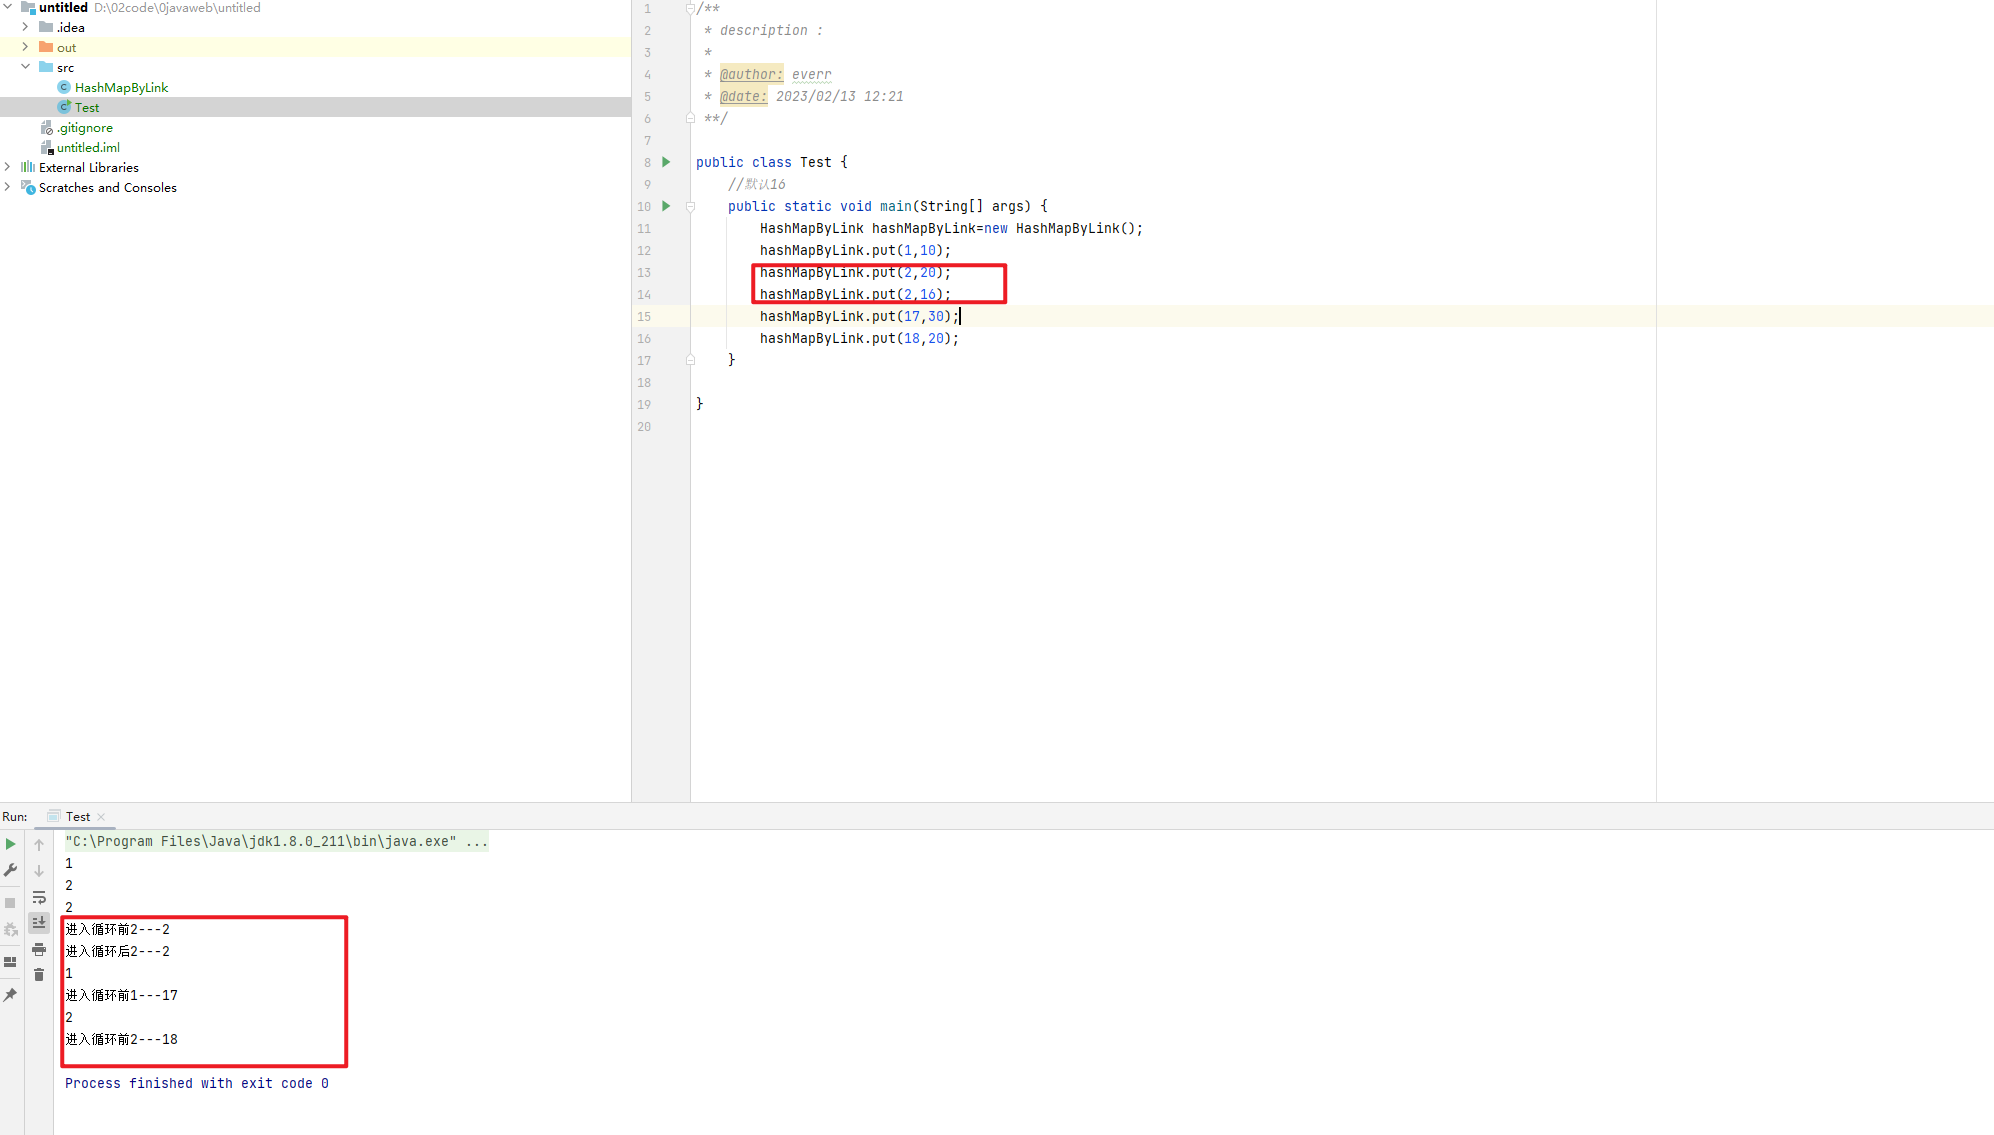 untitled D:\02code\0javaweb\untitled
.idea
out
src
HashMapByLink
Test
.gitignore
untitled.iml
External Libraries
Scratches and Consoles
1 /**
2 * description :
3 *
4 * @author: everr
5 * @date: 2023/02/13 12:21
6 **/
7
8 public class Test {
9 //默认16
10 public static void main(String[] args) {
11 HashMapByLink hashMapByLink=new HashMapByLink();
12 hashMapByLink.put(1,10);
13 hashMapByLink.put(2,20);
14 hashMapByLink.put(2,16);
15 hashMapByLink.put(17,30);
16 hashMapByLink.put(18,20);
17 }
18
19 }
20
Run: Test
"C:\Program Files\Java\jdk1.8.0_211\bin\java.exe" ...
1
2
2
进入循环前2---2
进入循环后2---2
1
进入循环前1---17
2
进入循环前2---18
Process finished with exit code 0